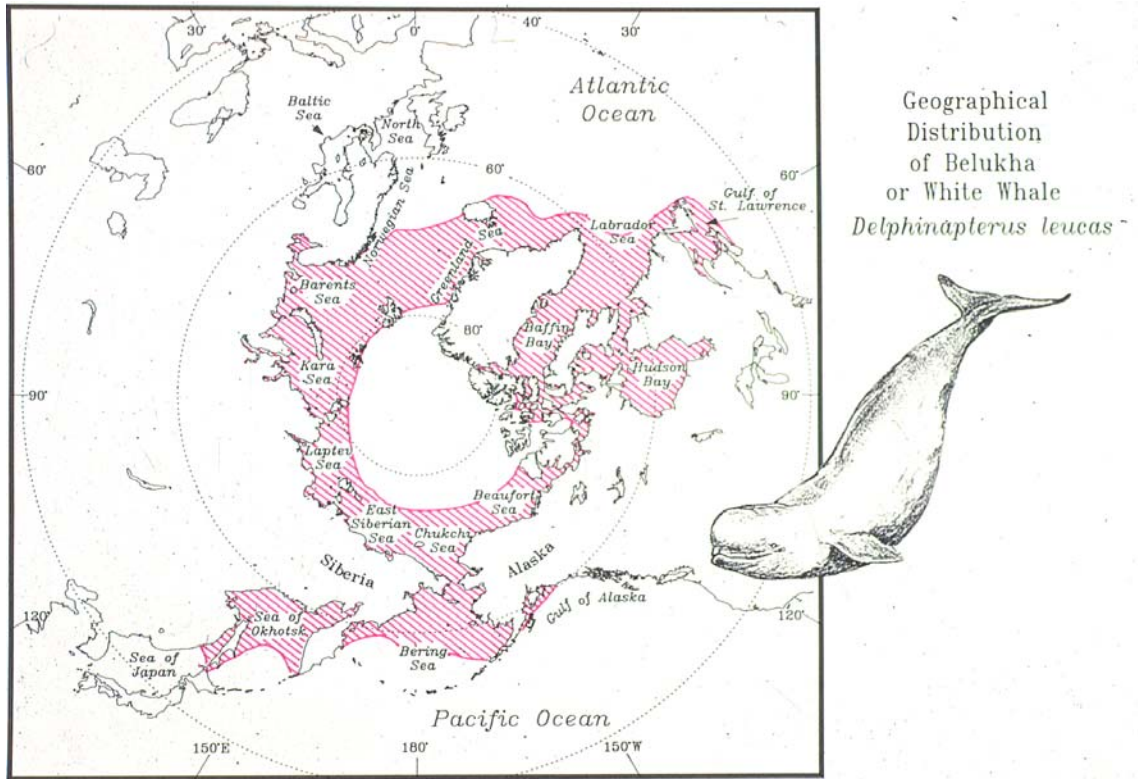 30°
0°
30°
Atlantic
Ocean
Baltic
Sea
North
Sea
60°
60°
60°
Norwegian Sea
Gulf of
St. Lawrence
Labrador
Sea
Greenland
Sea
Barents
Sea
80°
Baffin
Bay
Kara
Sea
Hudson
Bay
90°
90°
Laptev
Sea
Beaufort
Sea
East
Siberian
Sea
Chukchi
Sea
Siberia
Alaska
Gulf of Alaska
120°
120°
Sea of
Okhotsk
Sea of
Japan
Bering
Sea
Pacific Ocean
150°E
180°
150°W
Geographical
Distribution
of Belukha
or White Whale
Delphinapterus leucas